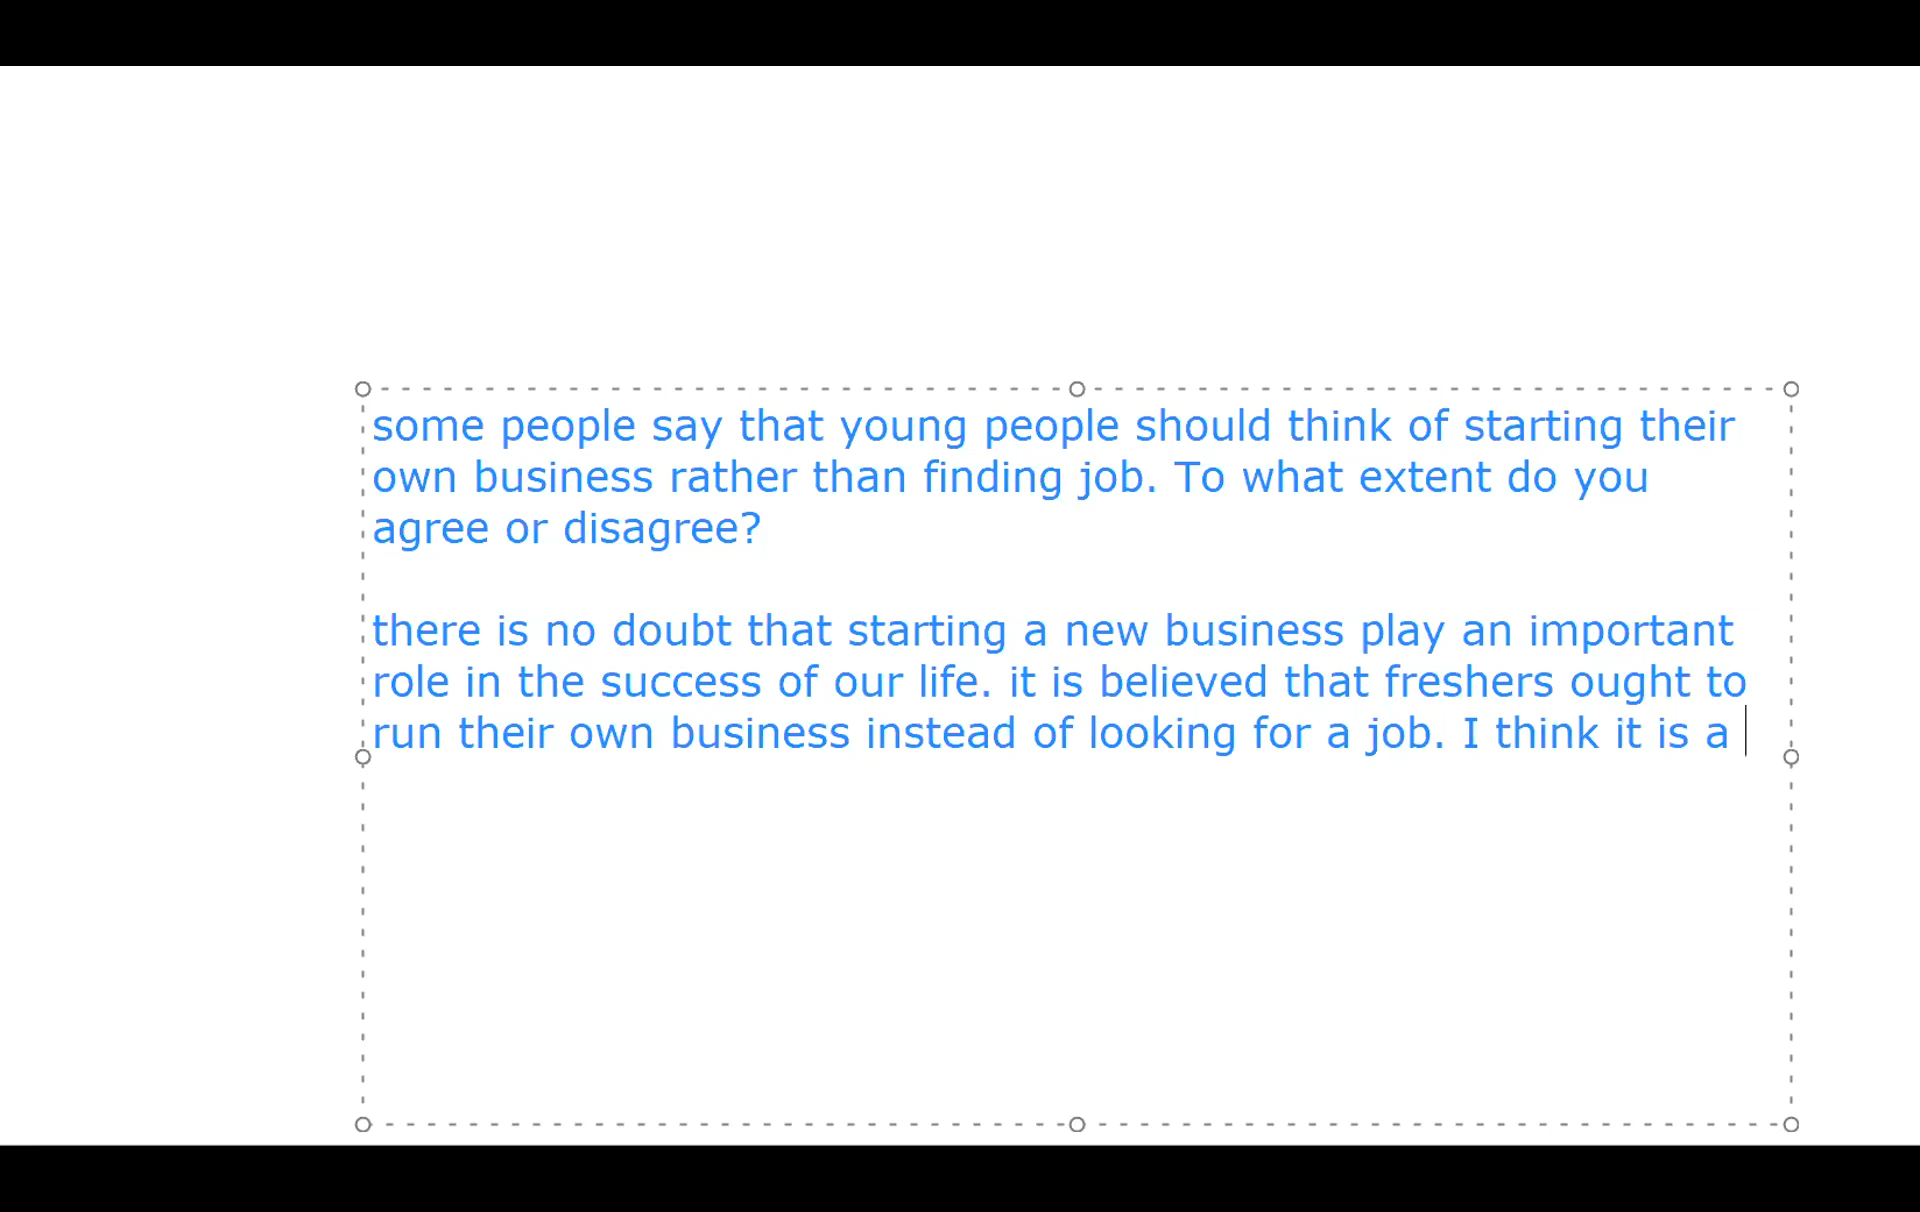 some people say that young people should think of starting their
own business rather than finding job. To what extent do you
agree or disagree?
there is no doubt that starting a new business play an important
role in the success of our life. it is believed that freshers ought to
run their own business instead of looking for a job. I think it is a